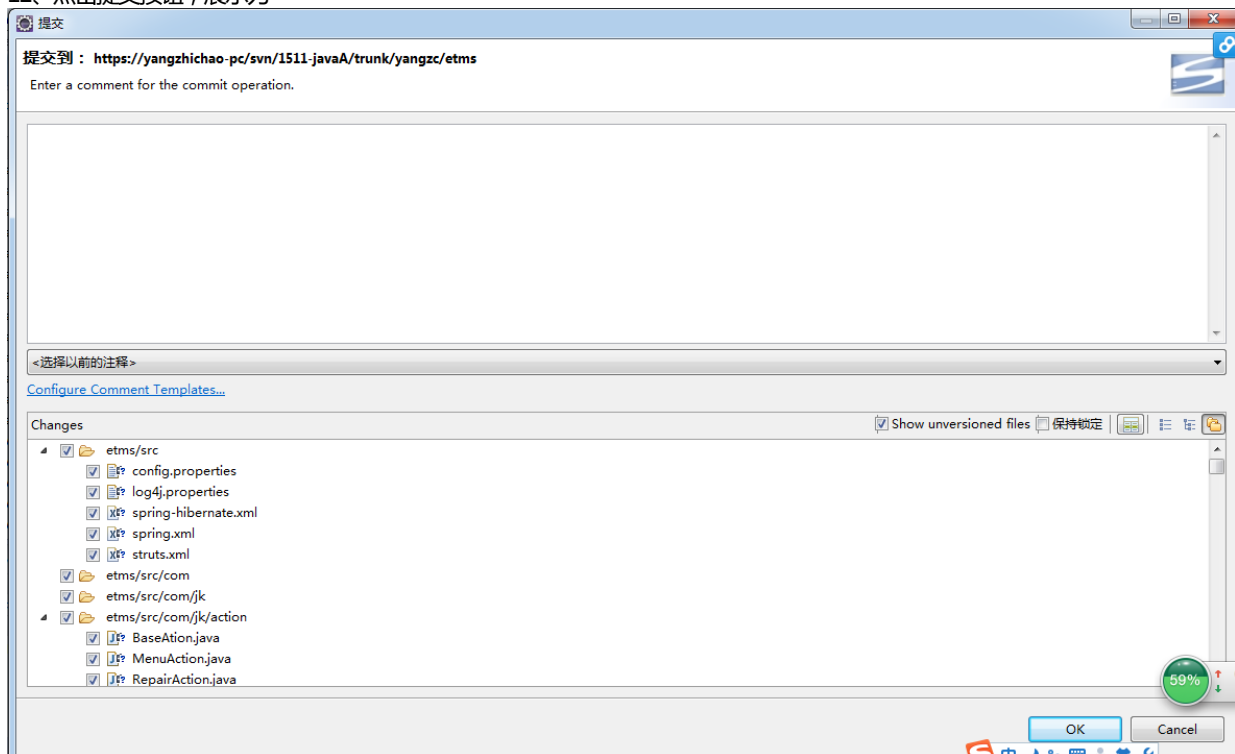 提交
提交到： https://yangzhichao-pc/svn/1511-javaA/trunk/yangzc/etms
Enter a comment for the commit operation.
<选择以前的注释>
Configure Comment Templates...
Changes
Show unversioned files 保持锁定
etms/src
config.properties
log4j.properties
spring-hibernate.xml
spring.xml
struts.xml
etms/src/com
etms/src/com/jk
etms/src/com/jk/action
BaseAtion.java
MenuAction.java
RepairAction.java
59%
OK Cancel